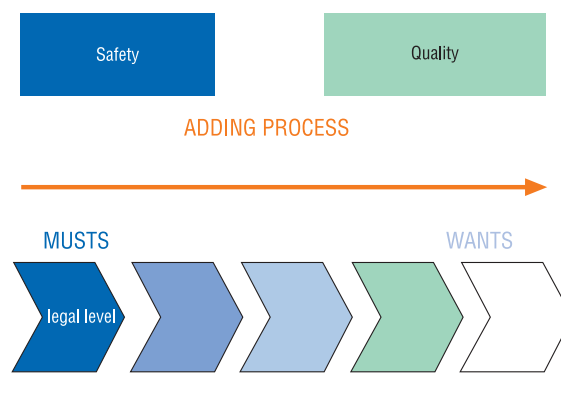 Safety
Quality
ADDING PROCESS
MUSTS
WANTS
legal level